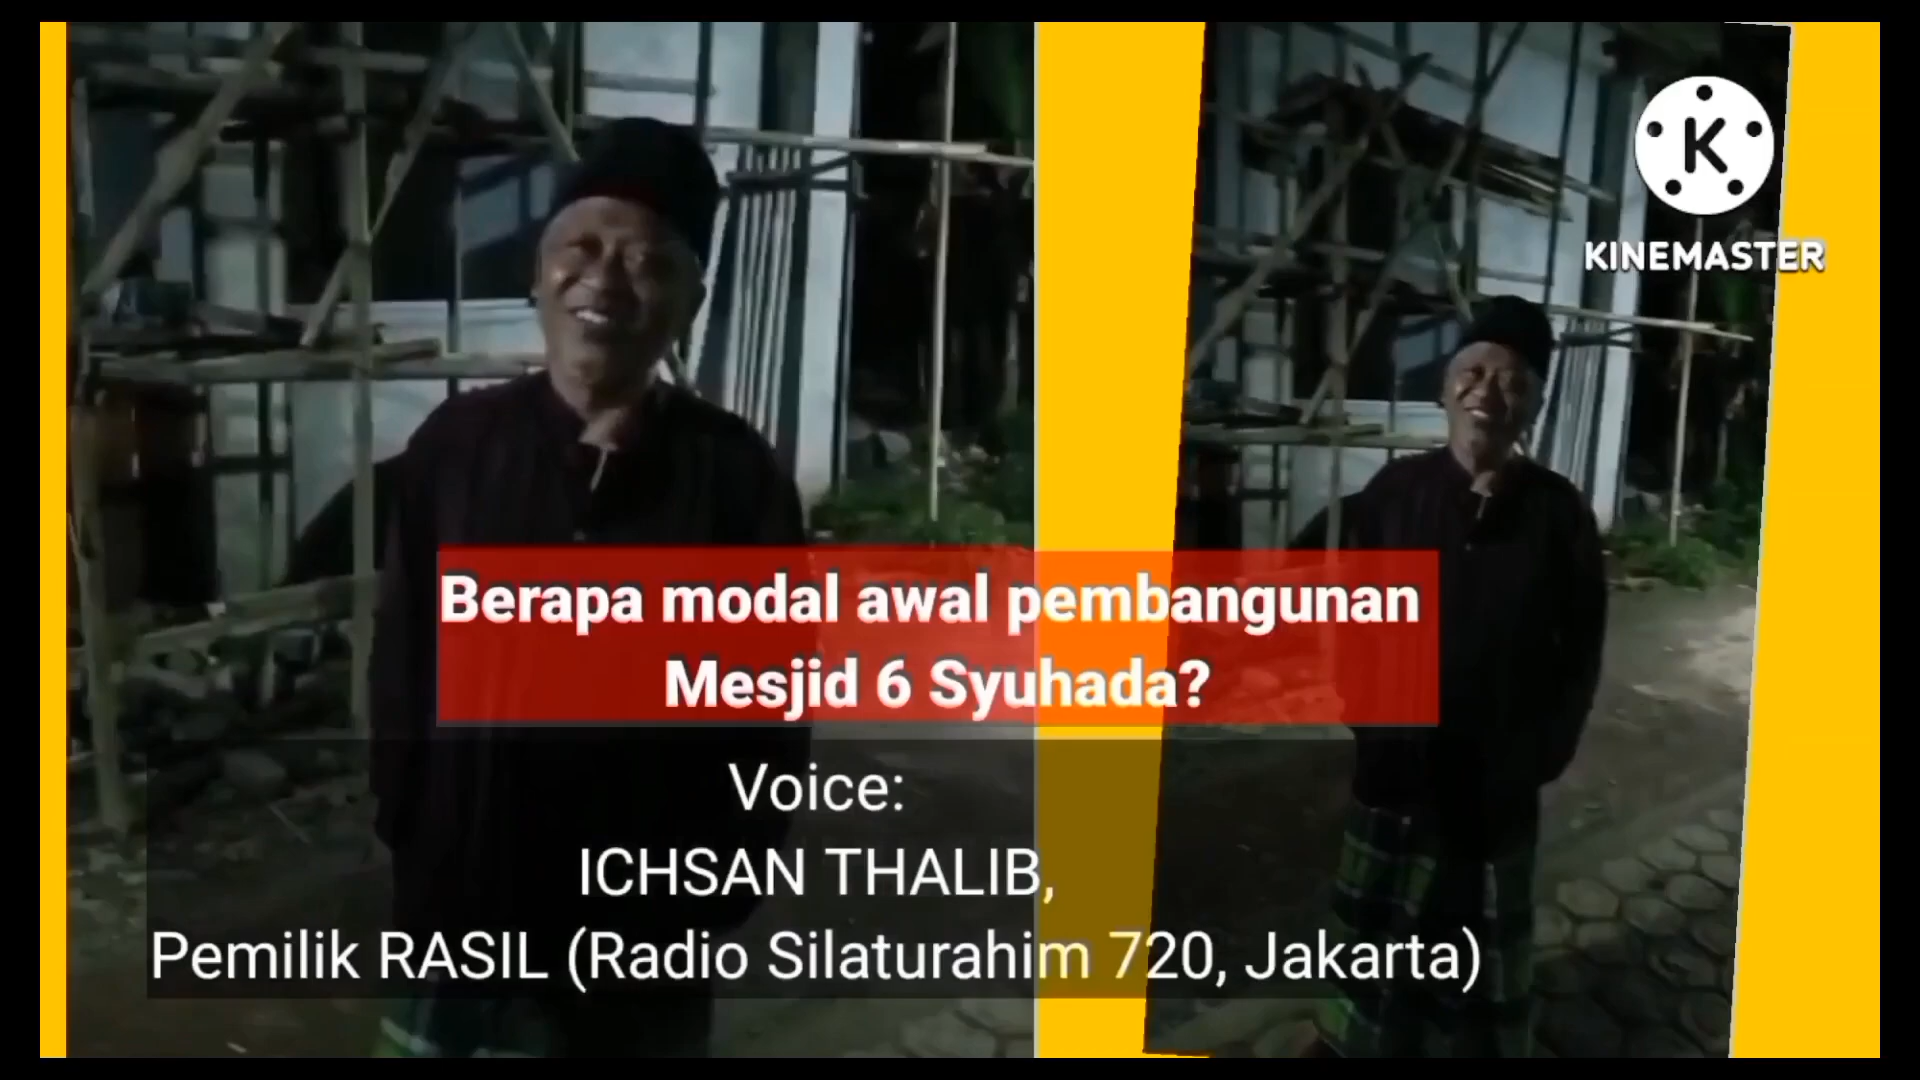 K
KINEMASTER
Berapa modal awal pembangunan
Mesjid 6 Syuhada?
Voice:
ICHSAN THALIB,
Pemilik RASIL (Radio Silaturahim 720, Jakarta)